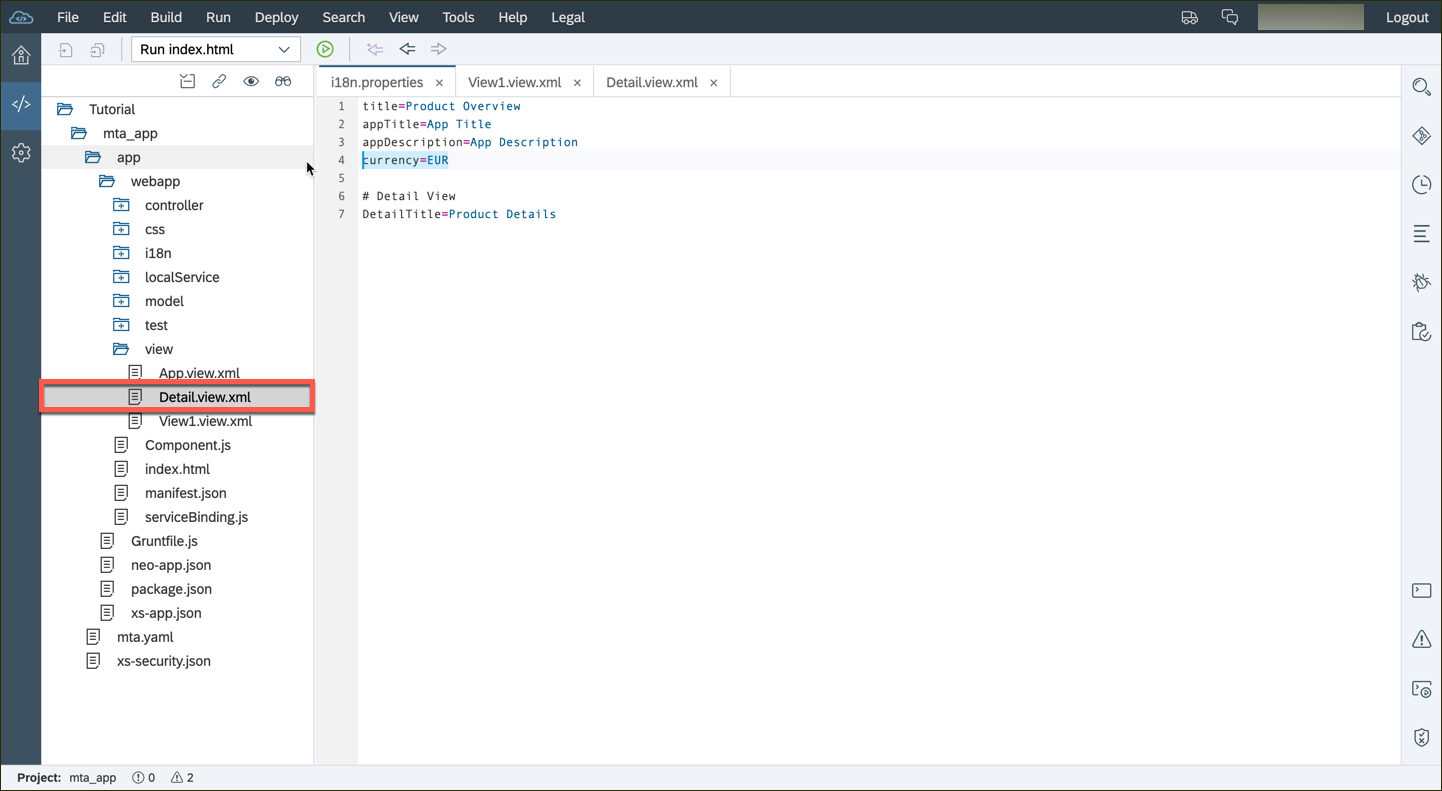 File Edit Build Run Deploy Search View Tools Help Legal Logout
Run index.html
i18n.properties × View1.view.xml × Detail.view.xml ×
Tutorial
mta_app
app
webapp
controller
css
i18n
localService
model
test
view
App.view.xml
Detail.view.xml
View1.view.xml
Component.js
index.html
manifest.json
serviceBinding.js
Gruntfile.js
neo-app.json
package.json
xs-app.json
mta.yaml
xs-security.json
1 title=Product Overview
2 appTitle=App Title
3 appDescription=App Description
4 currency=EUR
5
6 # Detail View
7 DetailTitle=Product Details
Project: mta_app 0 2